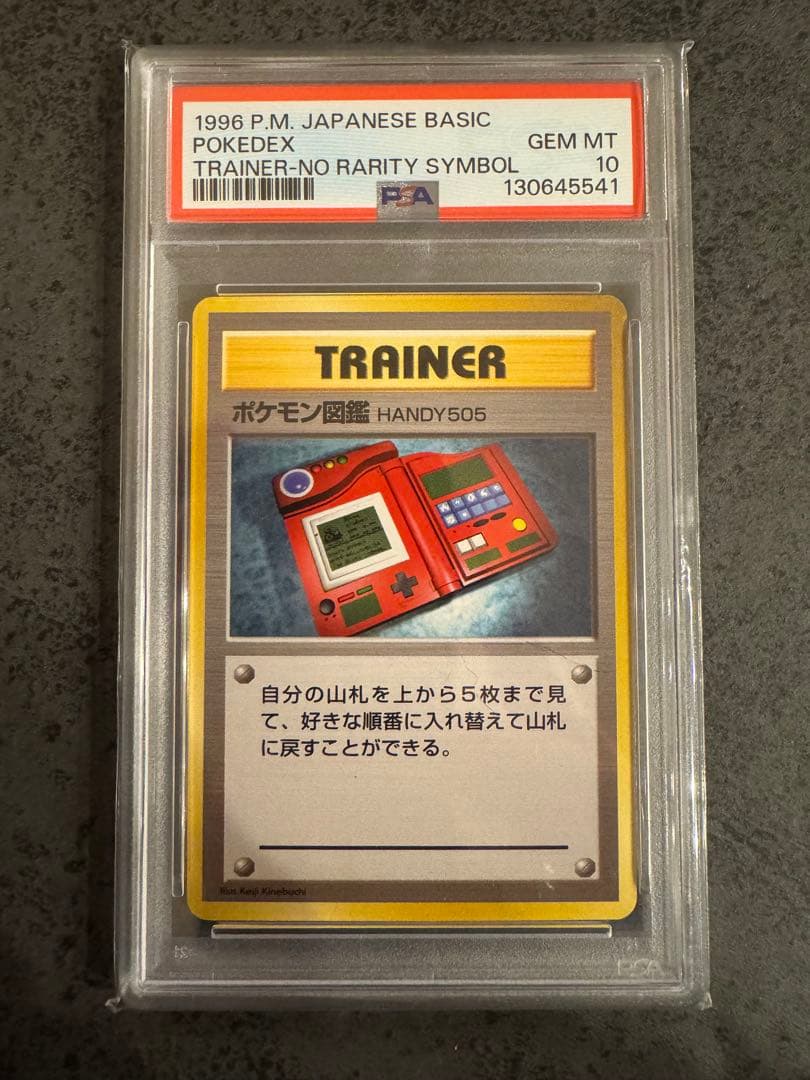 1996 P.M. JAPANESE BASIC
POKEDEX GEM MT
TRAINER-NO RARITY SYMBOL 10
130645541
PSA
TRAINER
ポケモン図鑑 HANDY505
自分の山札を上から5枚まで見
て、好きな順番に入れ替えて山札
に戻すことができる。
Illus. Keiji Kinebuchi
PSA